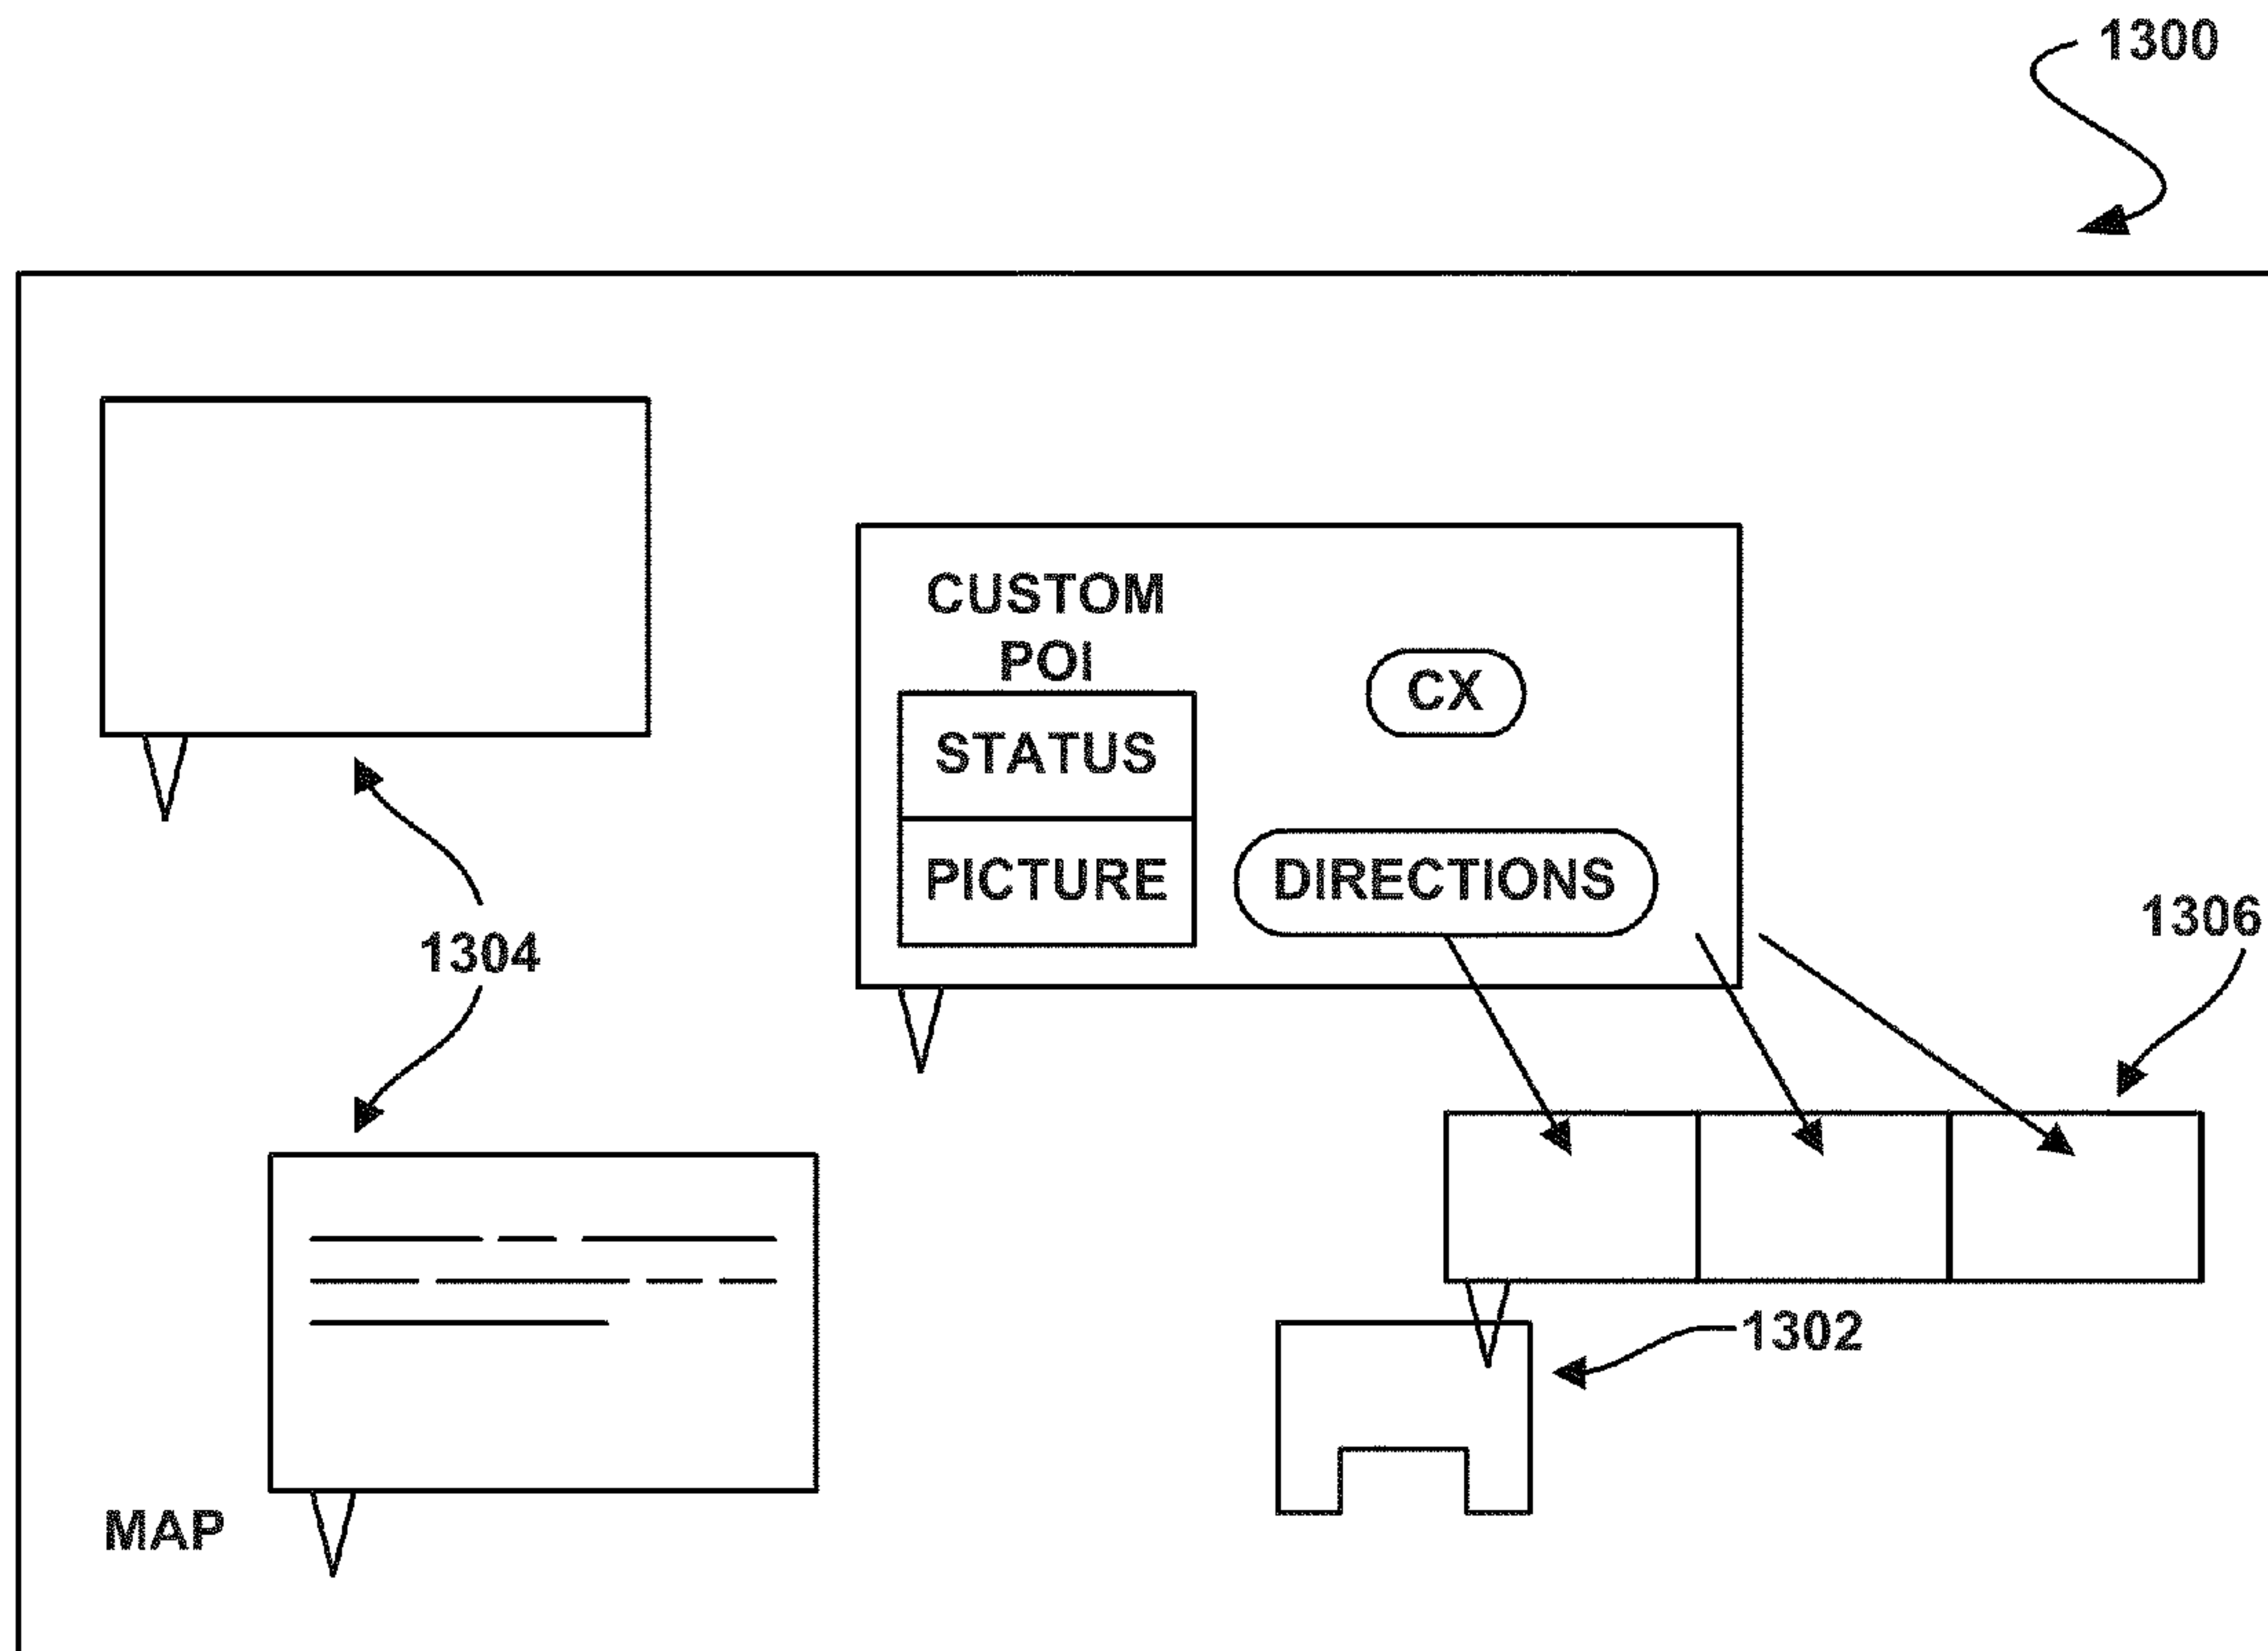 1300
CUSTOM
POI
CX
STATUS
PICTURE
DIRECTIONS
1304
1306
1302
MAP